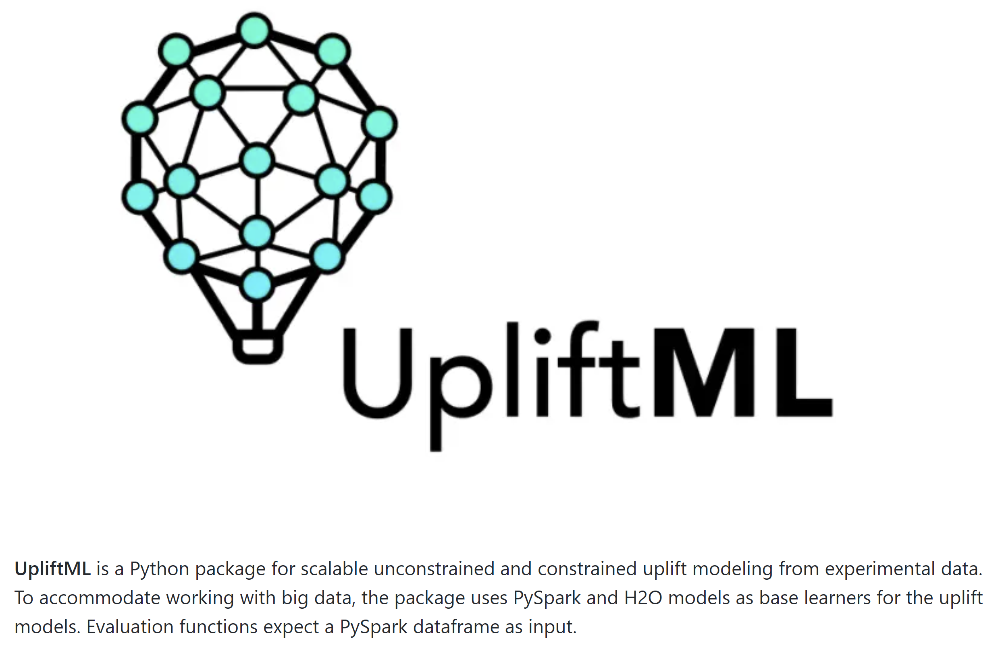 UpliftML
UpliftML is a Python package for scalable unconstrained and constrained uplift modeling from experimental data.
To accommodate working with big data, the package uses PySpark and H2O models as base learners for the uplift
models. Evaluation functions expect a PySpark dataframe as input.